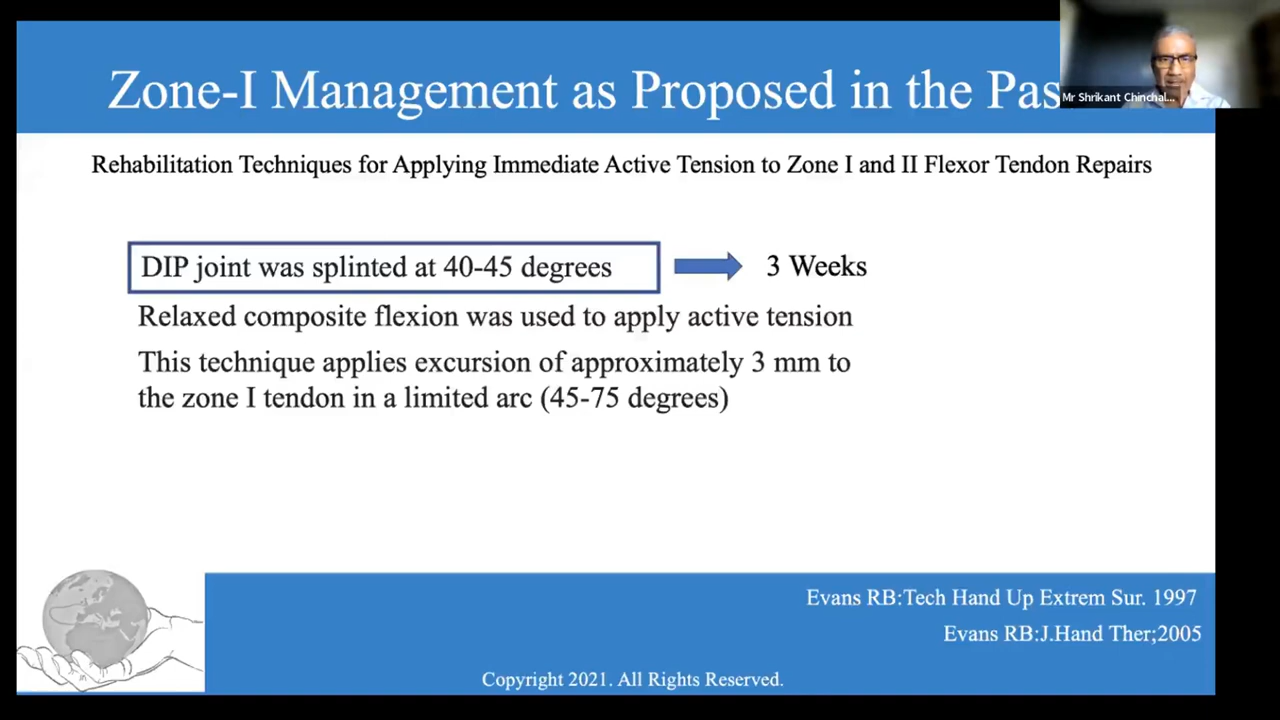 Zone-I Management as Proposed in the Pas
Mr Shrikant Chinchal...
Rehabilitation Techniques for Applying Immediate Active Tension to Zone I and II Flexor Tendon Repairs
DIP joint was splinted at 40-45 degrees
3 Weeks
Relaxed composite flexion was used to apply active tension
This technique applies excursion of approximately 3 mm to
the zone I tendon in a limited arc (45-75 degrees)
Evans RB:Tech Hand Up Extrem Sur. 1997
Evans RB:J.Hand Ther;2005
Copyright 2021. All Rights Reserved.